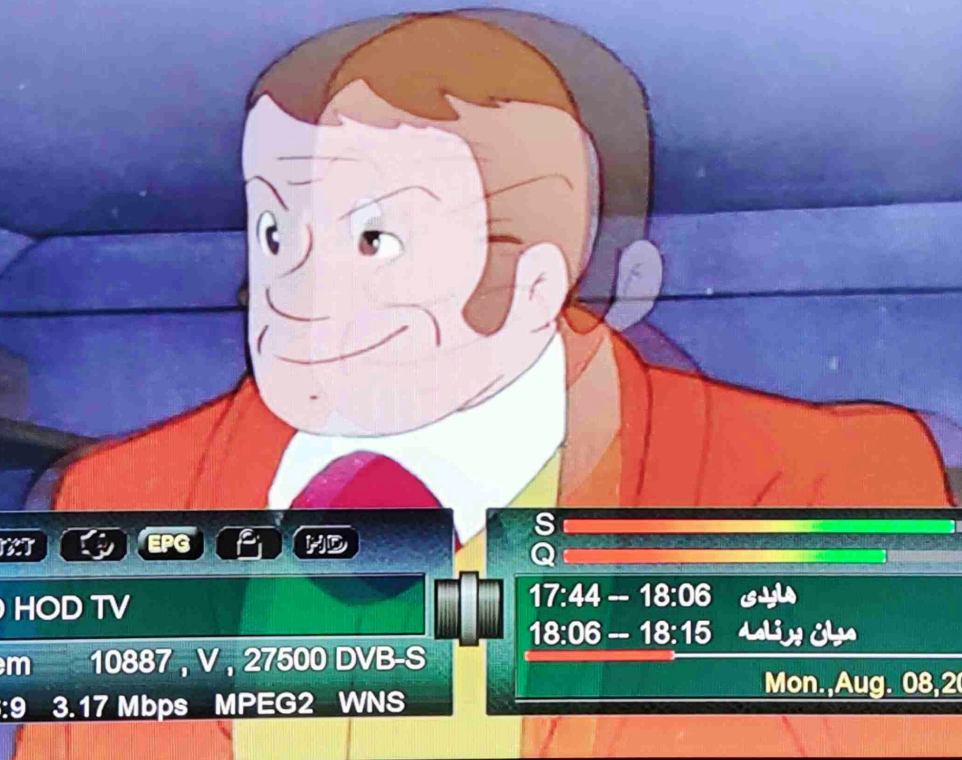 EPG HD
S
Q
HOD TV
17:44 -- 18:06 هایدی
18:06 -- 18:15 میان برنامه
10887 , V , 27500 DVB-S
Mon.,Aug. 08,20
:9 3.17 Mbps MPEG2 WNS